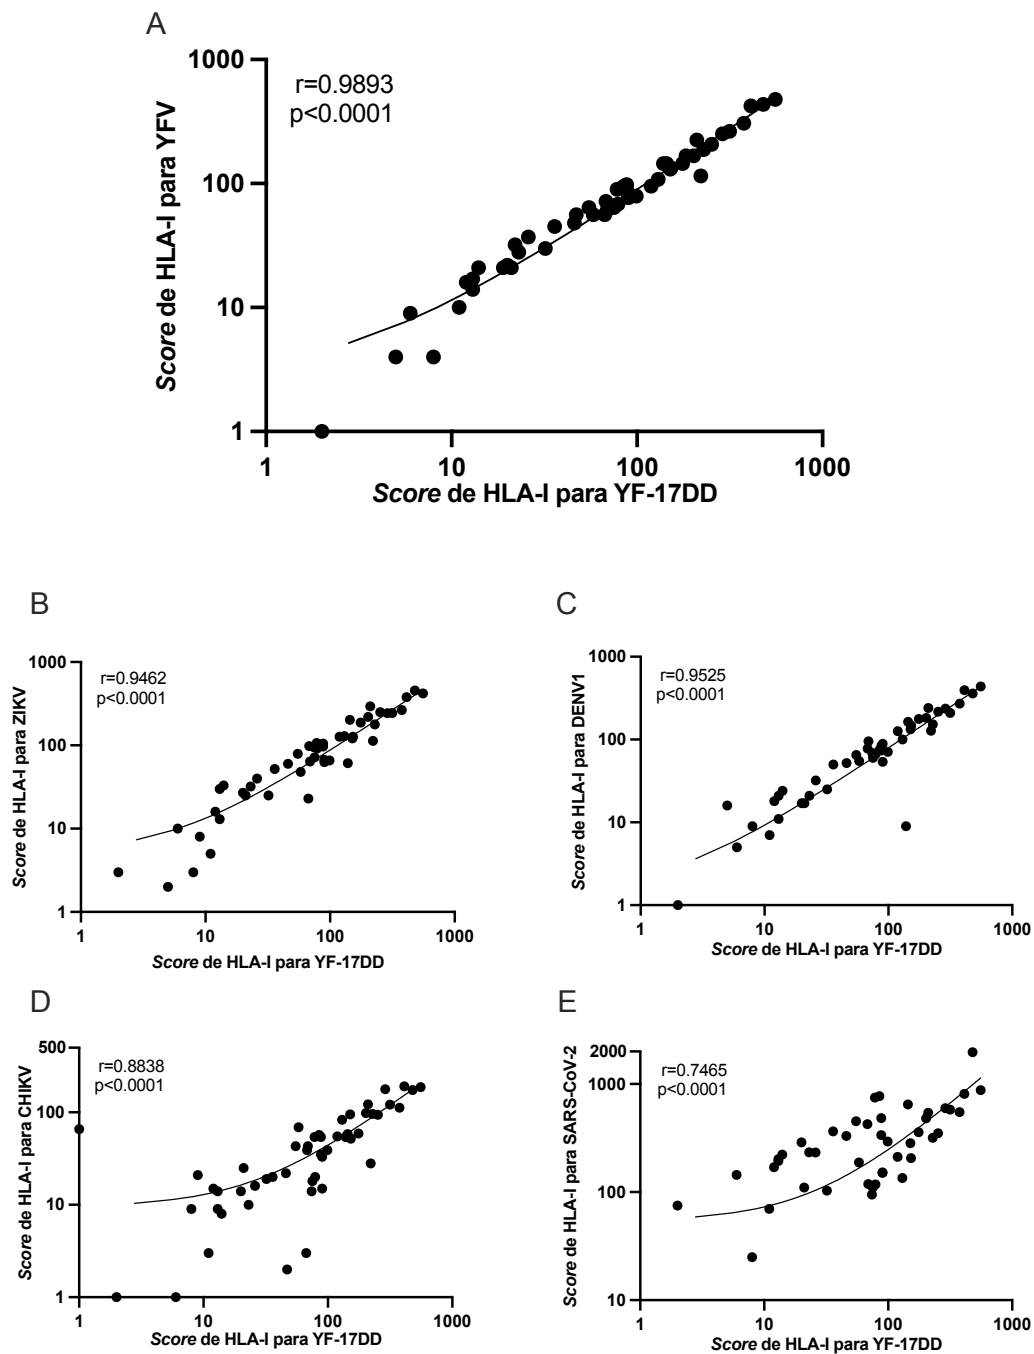 A
r=0.9893
p<0.0001
Score de HLA-I para YFV
1000
100
10
1
1 10 100 1000
Score de HLA-I para YF-17DD
B
r=0.9462
p<0.0001
Score de HLA-I para ZIKV
1000
100
10
1
1 10 100 1000
Score de HLA-I para YF-17DD
C
r=0.9525
p<0.0001
Score de HLA-I para DENV1
1000
100
10
1
1 10 100 1000
Score de HLA-I para YF-17DD
D
r=0.8838
p<0.0001
Score de HLA-I para CHIKV
500
100
10
1
1 10 100 1000
Score de HLA-I para YF-17DD
E
r=0.7465
p<0.0001
Score de HLA-I para SARS-CoV-2
2000
1000
100
10
1 10 100 1000
Score de HLA-I para YF-17DD